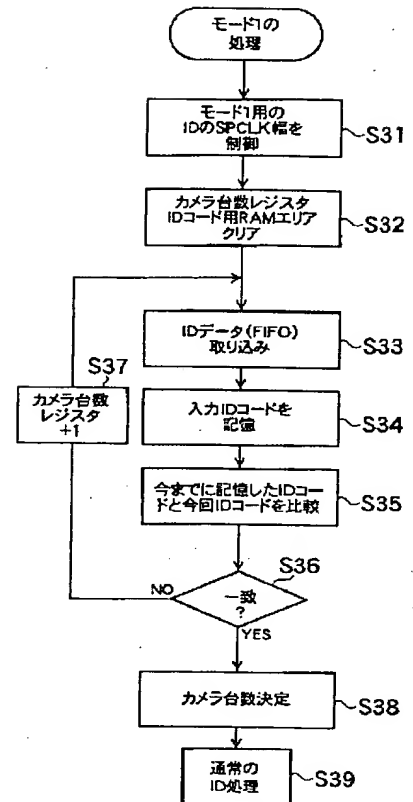 モード1の
処理
モード1用の
IDのSPCLK幅を
制御
S31
カメラ台数レジスタ
IDコード用RAMエリア
クリア
S32
IDデータ(FIFO)
取り込み
S33
S37
カメラ台数
レジスタ
+1
入力IDコードを
記憶
S34
今までに記憶したIDコー
ドと今回IDコードを比較
S35
S36
一致
?
NO
YES
カメラ台数決定
S38
通常の
ID処理
S39